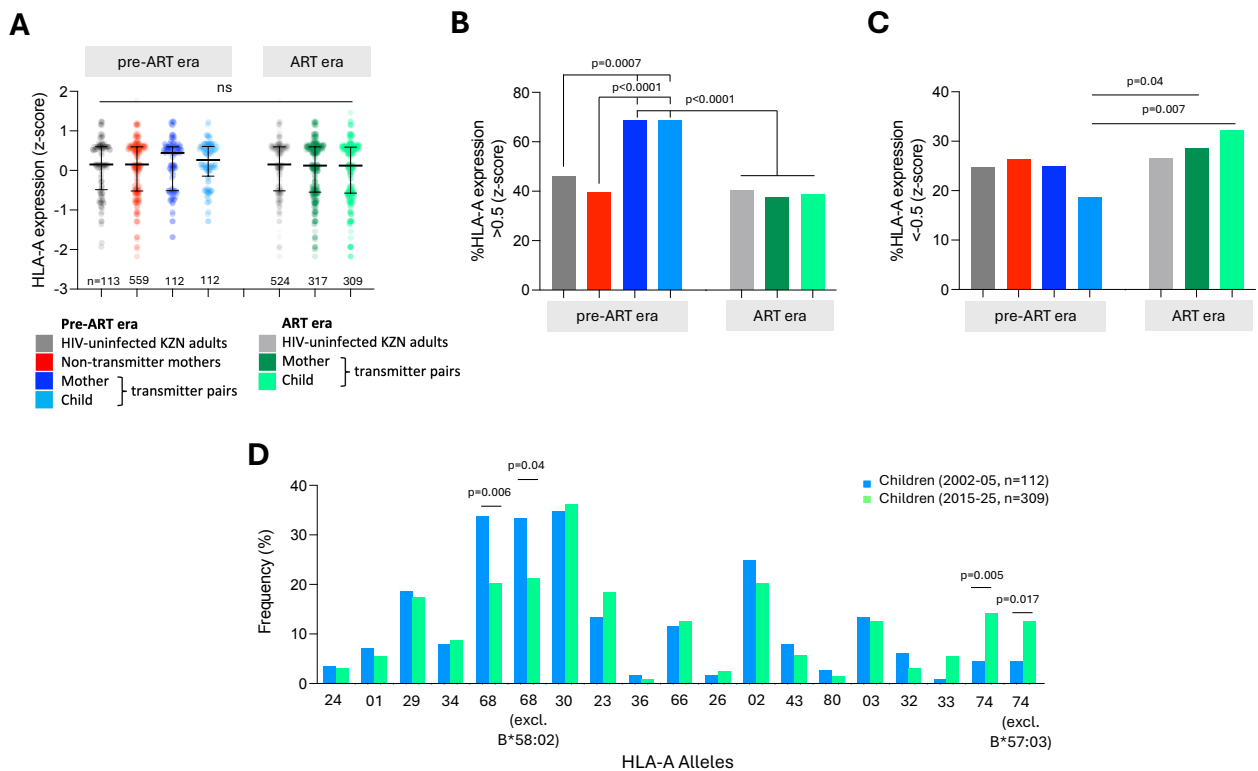 A
pre-ART era
ART era
HLA-A expression (z-score)
2
1
0
-1
-2
-3
ns
n=113
559
112
112
524
317
309
Pre-ART era
HIV-uninfected KZN adults
Non-transmitter mothers
Mother
Child
transmitter pairs
ART era
HIV-uninfected KZN adults
Mother
Child
transmitter pairs
B
%HLA-A expression
>0.5 (z-score)
80
60
40
20
0
p=0.0007
p<0.0001
p<0.0001
pre-ART era
ART era
C
%HLA-A expression
<-0.5 (z-score)
40
30
20
10
0
p=0.04
p=0.007
pre-ART era
ART era
D
Frequency (%)
40
30
20
10
0
p=0.006
p=0.04
p=0.005
p=0.017
Children (2002-05, n=112)
Children (2015-25, n=309)
24
01
29
34
68
68
(excl.
B*58:02)
30
23
36
66
26
02
43
80
03
32
33
74
74
(excl.
B*57:03)
HLA-A Alleles